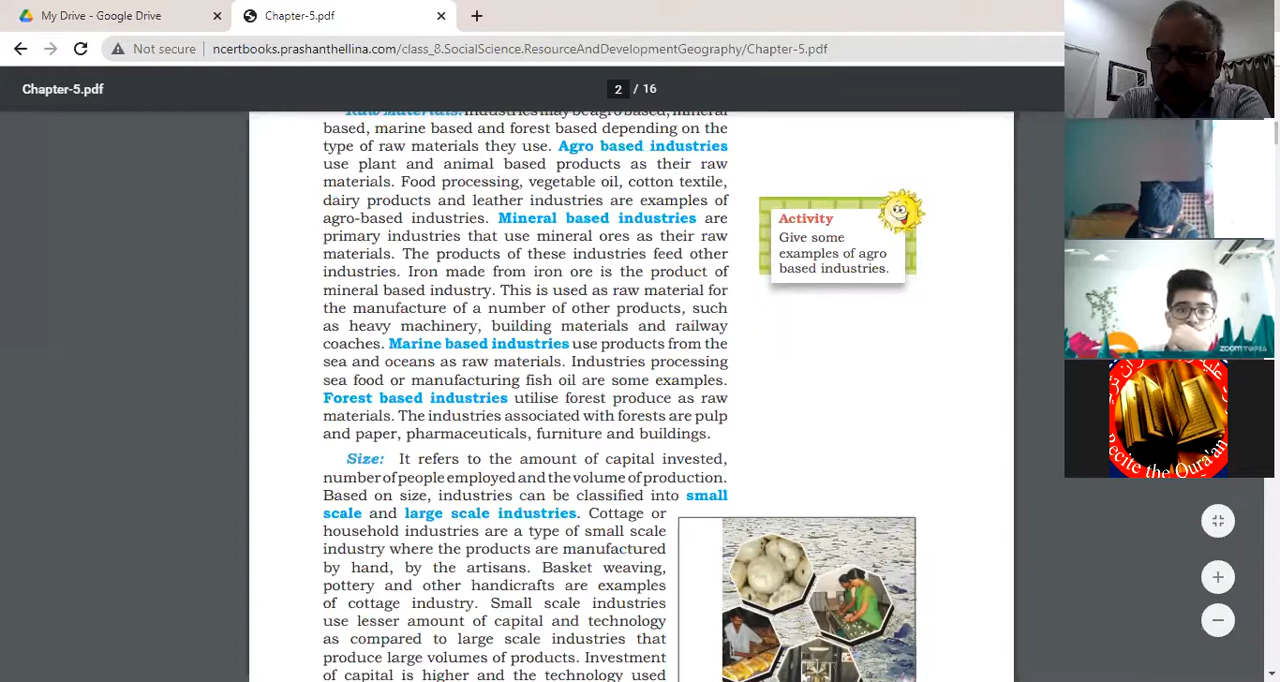 My Drive - Google Drive
Chapter-5.pdf
Not secure
ncertbooks.prashanthellina.com/class_8.SocialScience.ResourceAndDevelopmentGeography/Chapter-5.pdf
Chapter-5.pdf
2 / 16
Raw Materials: Industries may be agro based, mineral
based, marine based and forest based depending on the
type of raw materials they use. Agro based industries
use plant and animal based products as their raw
materials. Food processing, vegetable oil, cotton textile,
dairy products and leather industries are examples of
agro-based industries. Mineral based industries are
primary industries that use mineral ores as their raw
materials. The products of these industries feed other
industries. Iron made from iron ore is the product of
mineral based industry. This is used as raw material for
the manufacture of a number of other products, such
as heavy machinery, building materials and railway
coaches. Marine based industries use products from the
sea and oceans as raw materials. Industries processing
sea food or manufacturing fish oil are some examples.
Forest based industries utilise forest produce as raw
materials. The industries associated with forests are pulp
and paper, pharmaceuticals, furniture and buildings.
Size: It refers to the amount of capital invested,
number of people employed and the volume of production.
Based on size, industries can be classified into small
scale and large scale industries. Cottage or
household industries are a type of small scale
industry where the products are manufactured
by hand, by the artisans. Basket weaving,
pottery and other handicrafts are examples
of cottage industry. Small scale industries
use lesser amount of capital and technology
as compared to large scale industries that
produce large volumes of products. Investment
of capital is higher and the technology used
Activity
Give some
examples of agro
based industries.
zoomtopia
Recite the Qura'an